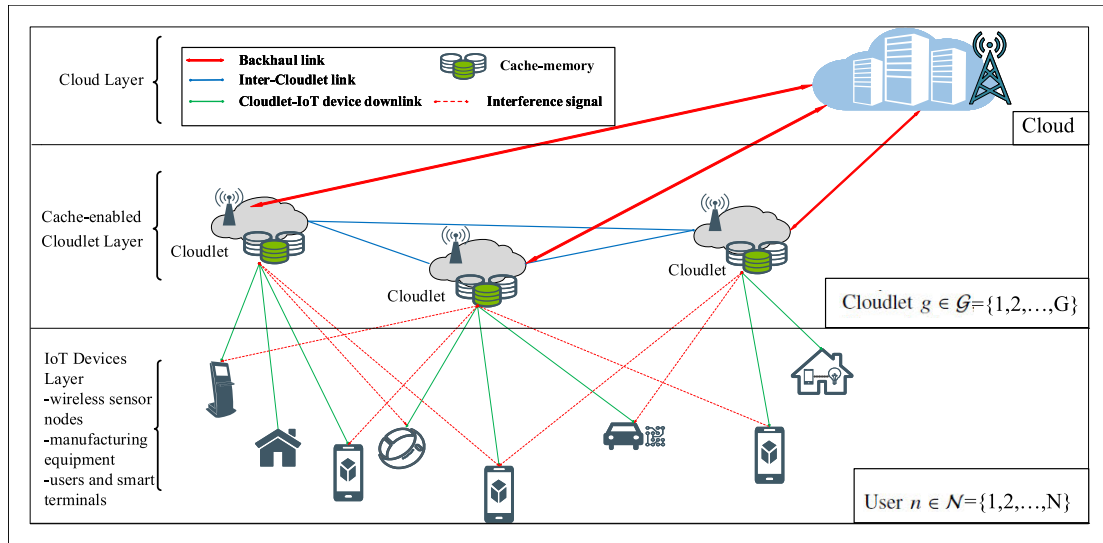 Cloud Layer
Backhaul link
Inter-Cloudlet link
Cloudlet-IoT device downlink
Cache-memory
Interference signal
Cloud
Cache-enabled
Cloudlet Layer
Cloudlet
Cloudlet
Cloudlet
Cloudlet g ∈ 𝒢={1,2,…,G}
IoT Devices
Layer
-wireless sensor
nodes
-manufacturing
equipment
-users and smart
terminals
User n ∈ 𝒩={1,2,…,N}